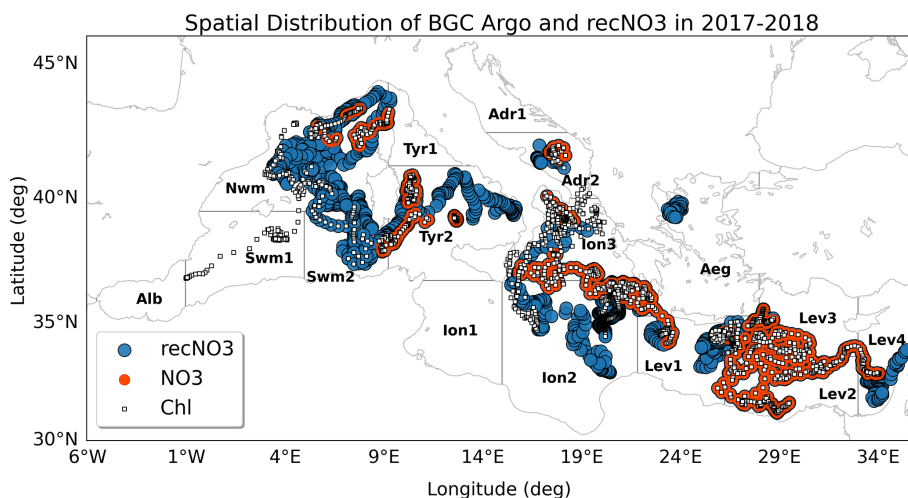 Spatial Distribution of BGC Argo and recNO3 in 2017-2018
45°N
40°N
35°N
30°N
Latitude (deg)
Adr1
Tyr1
Adr2
Nwm
Tyr2
Ion3
Swm1
Aeg
Swm2
Alb
Lev3
Ion1
Lev4
Lev1
Ion2
Lev2
recNO3
NO3
Chl
6°W 1°W 4°E 9°E 14°E 19°E 24°E 29°E 34°E
Longitude (deg)